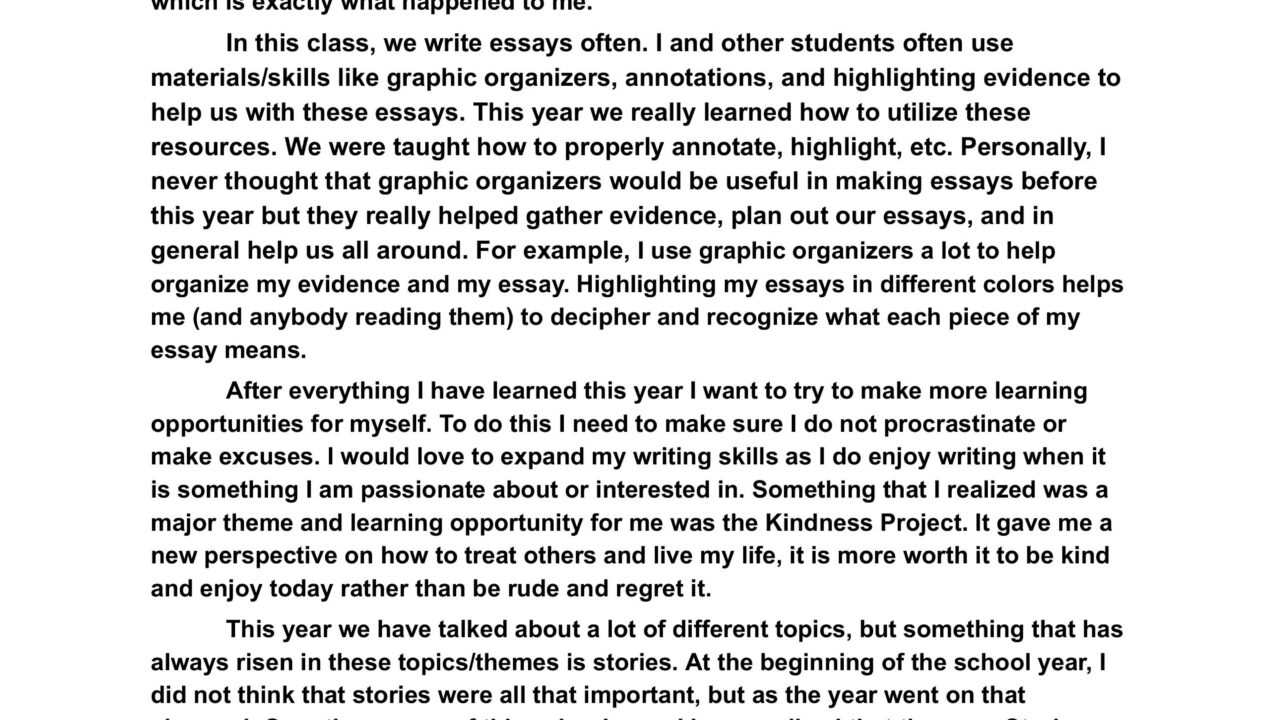 which is exactly what happened to me.
In this class, we write essays often. I and other students often use
materials/skills like graphic organizers, annotations, and highlighting evidence to
help us with these essays. This year we really learned how to utilize these
resources. We were taught how to properly annotate, highlight, etc. Personally, I
never thought that graphic organizers would be useful in making essays before
this year but they really helped gather evidence, plan out our essays, and in
general help us all around. For example, I use graphic organizers a lot to help
organize my evidence and my essay. Highlighting my essays in different colors helps
me (and anybody reading them) to decipher and recognize what each piece of my
essay means.
After everything I have learned this year I want to try to make more learning
opportunities for myself. To do this I need to make sure I do not procrastinate or
make excuses. I would love to expand my writing skills as I do enjoy writing when it
is something I am passionate about or interested in. Something that I realized was a
major theme and learning opportunity for me was the Kindness Project. It gave me a
new perspective on how to treat others and live my life, it is more worth it to be kind
and enjoy today rather than be rude and regret it.
This year we have talked about a lot of different topics, but something that has
always risen in these topics/themes is stories. At the beginning of the school year, I
did not think that stories were all that important, but as the year went on that